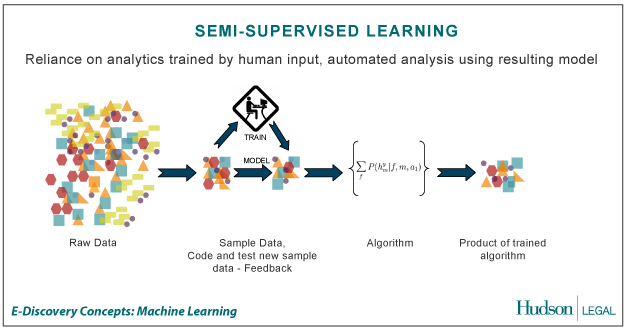 SEMI-SUPERVISED LEARNING
Reliance on analytics trained by human input, automated analysis using resulting model
TRAIN
MODEL
∑ P(hⁿₘ|f, m, a₁)
f
Raw Data
Sample Data,
Code and test new sample
data - Feedback
Algorithm
Product of trained
algorithm
E-Discovery Concepts: Machine Learning
Hudson LEGAL